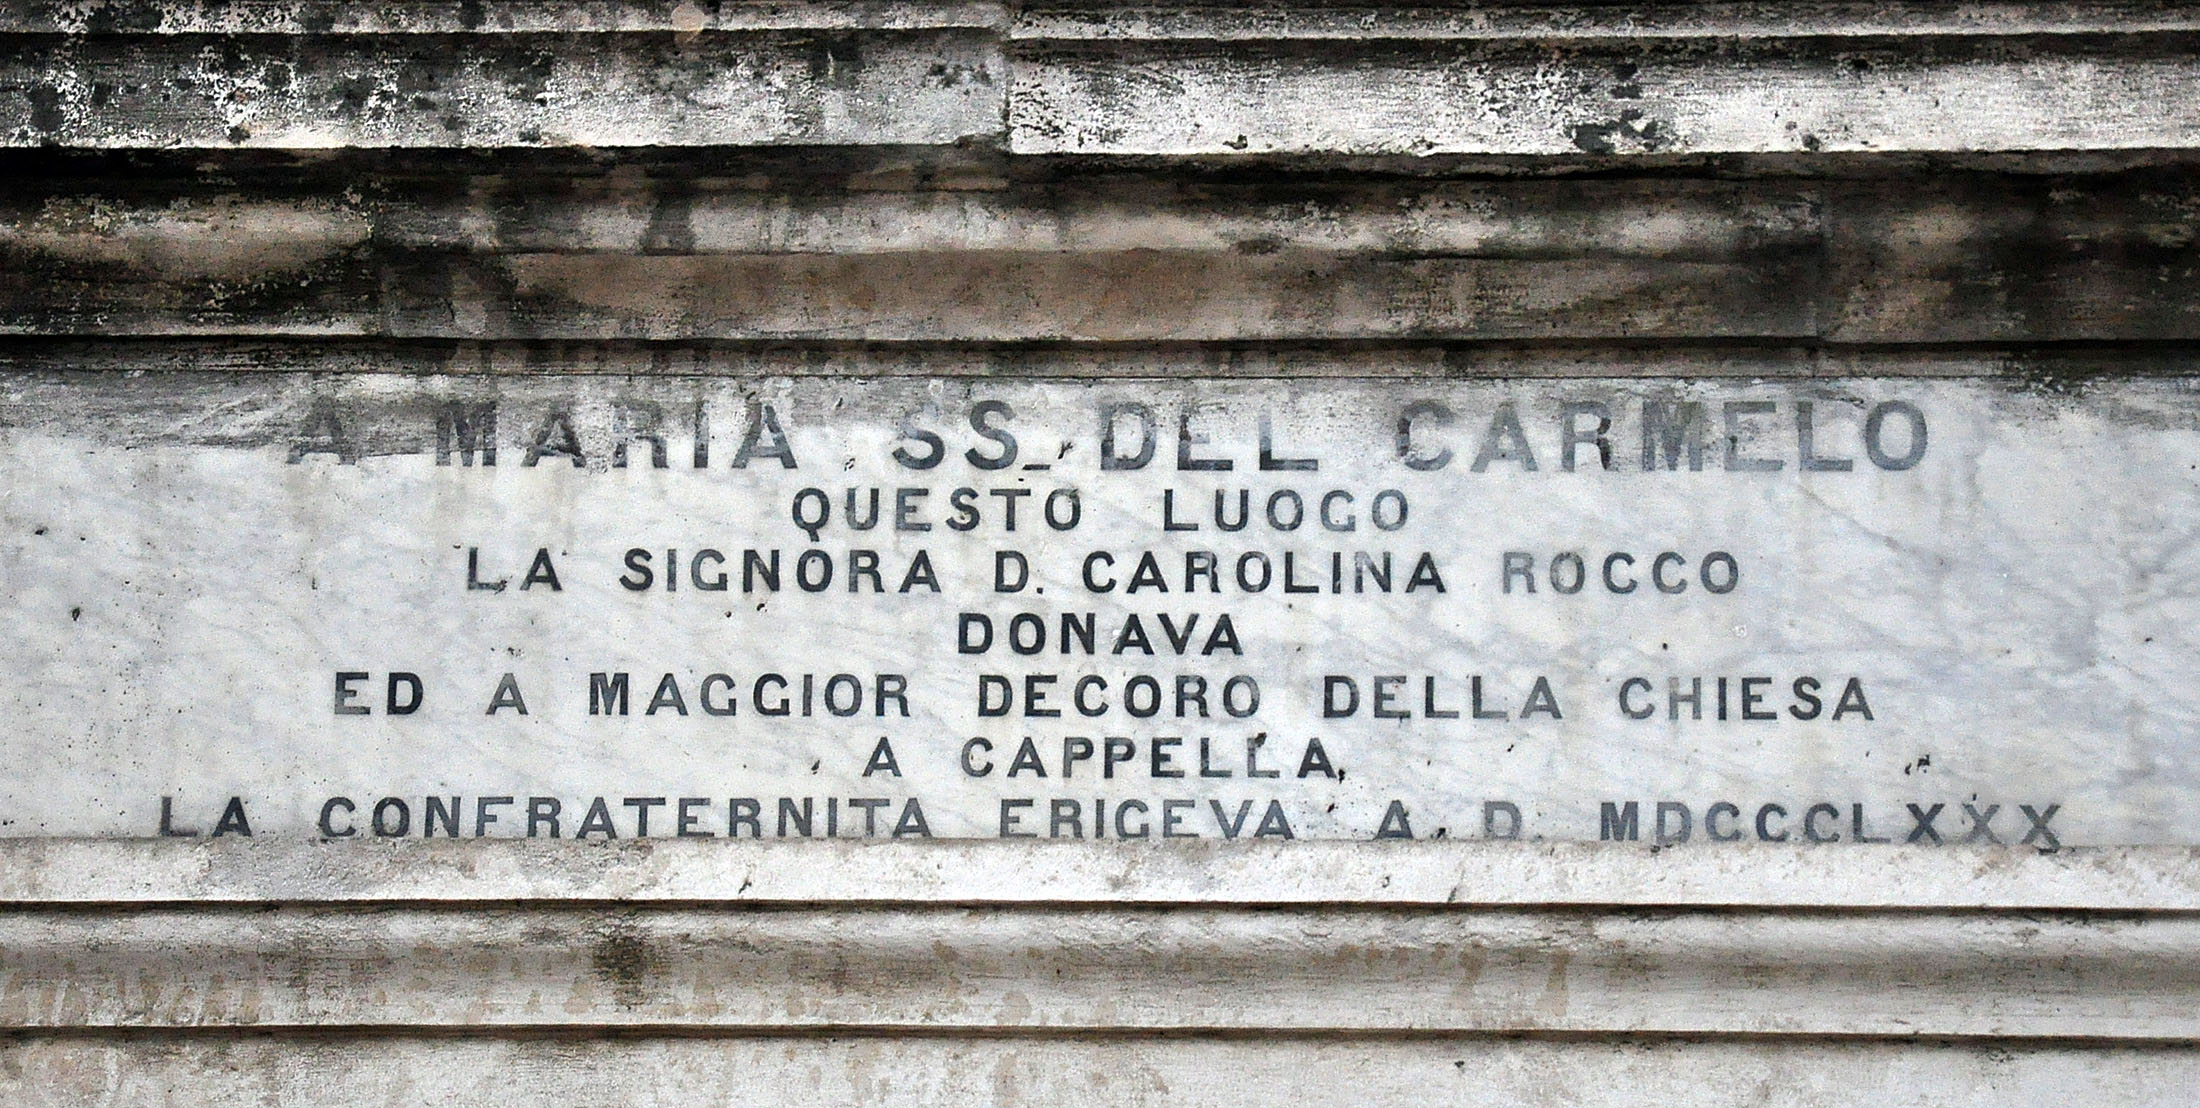 A MARIA SS. DEL CARMELO
QUESTO LUOGO
LA SIGNORA D. CAROLINA ROCCO
DONAVA
ED A MAGGIOR DECORO DELLA CHIESA
A CAPPELLA
LA CONFRATERNITA ERIGEVA A. D. MDCCCLXXX